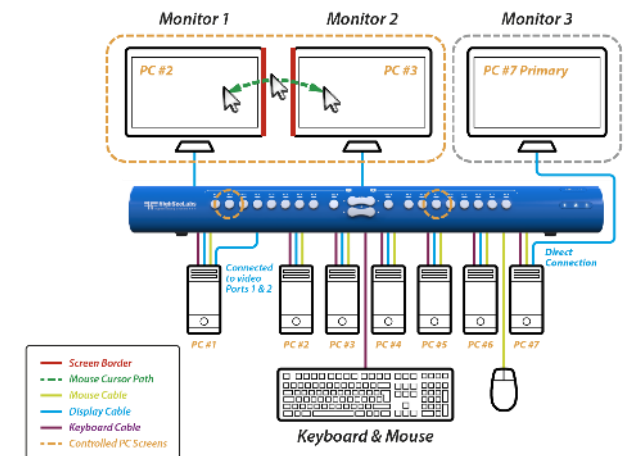 Monitor 1
Monitor 2
Monitor 3
PC #2
PC #3
PC #7 Primary
HighSecLabs
Connected
to video
Ports 1 & 2
Direct
Connection
PC #1
PC #2
PC #3
PC #4
PC #5
PC #6
PC #7
Screen Border
Mouse Cursor Path
Mouse Cable
Display Cable
Keyboard Cable
Controlled PC Screens
Keyboard & Mouse